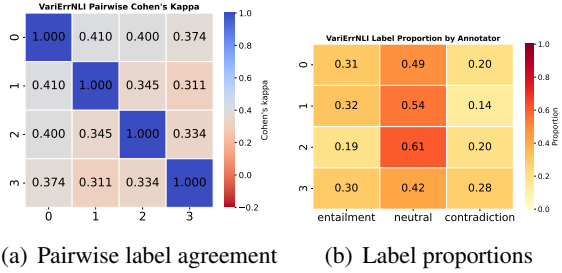 VariErrNLI Pairwise Cohen's Kappa
0 1.000 0.410 0.400 0.374
1 0.410 1.000 0.345 0.311
2 0.400 0.345 1.000 0.334
3 0.374 0.311 0.334 1.000
0 1 2 3
1.0
0.8
0.6
0.4
0.2
0.0
−0.2
Cohen's kappa
(a) Pairwise label agreement
VariErrNLI Label Proportion by Annotator
0 0.31 0.49 0.20
1 0.32 0.54 0.14
2 0.19 0.61 0.20
3 0.30 0.42 0.28
entailment neutral contradiction
1.0
0.8
0.6
0.4
0.2
0.0
Proportion
(b) Label proportions